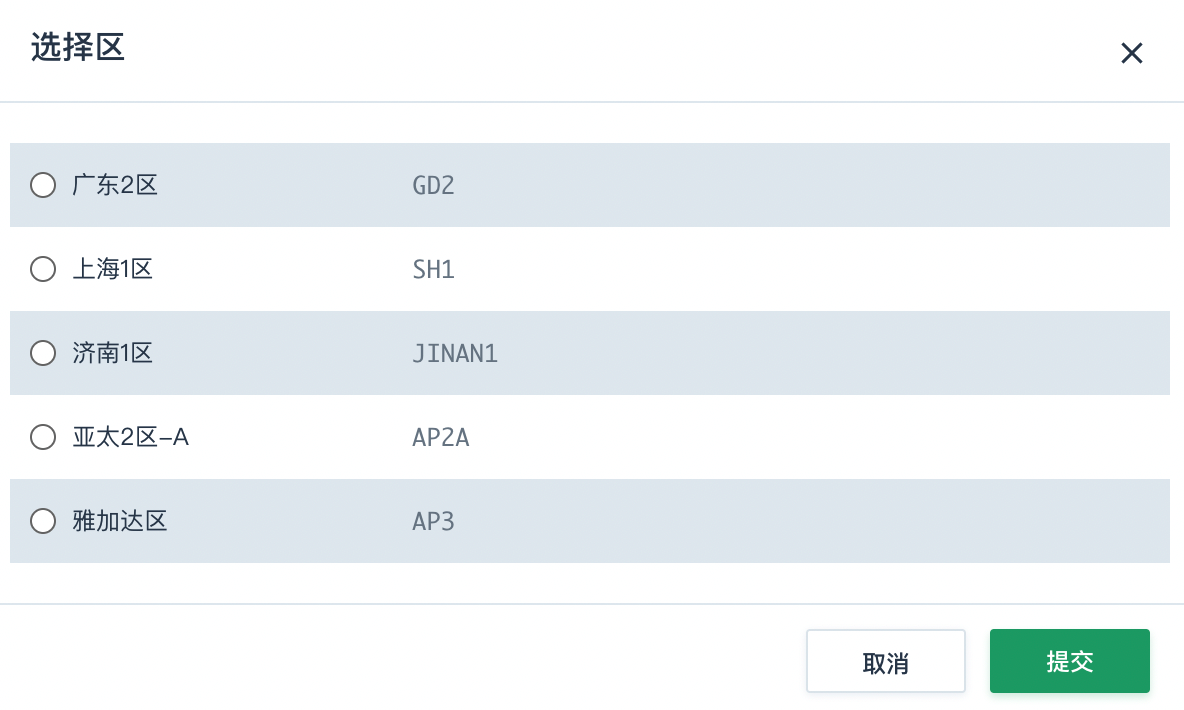 选择区
广东2区 GD2
上海1区 SH1
济南1区 JINAN1
亚太2区-A AP2A
雅加达区 AP3
取消 提交